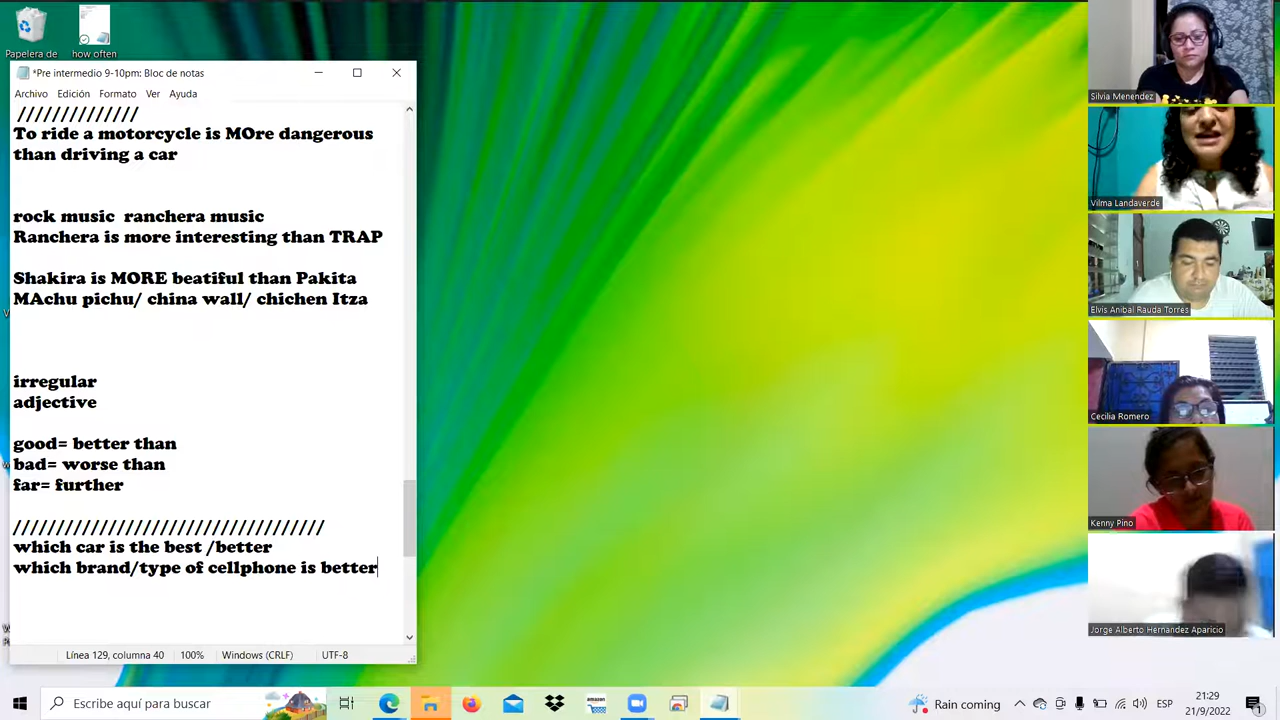 Papelera de
how often
*Pre intermedio 9-10pm: Bloc de notas
Archivo Edición Formato Ver Ayuda
//////////////
To ride a motorcycle is MOre dangerous
than driving a car
rock music ranchera music
Ranchera is more interesting than TRAP
Shakira is MORE beatiful than Pakita
MAchu pichu/ china wall/ chichen Itza
irregular
adjective
good= better than
bad= worse than
far= further
////////////////////////////////////
which car is the best /better
which brand/type of cellphone is better
Línea 129, columna 40 100% Windows (CRLF) UTF-8
Silvia Menendez
Vilma Landaverde
Elvis Anibal Rauda Torres
Cecilia Romero
Kenny Pino
Jorge Alberto Hernandez Aparicio
Escribe aquí para buscar
amazon
Rain coming
ESP
21:29
21/9/2022
1